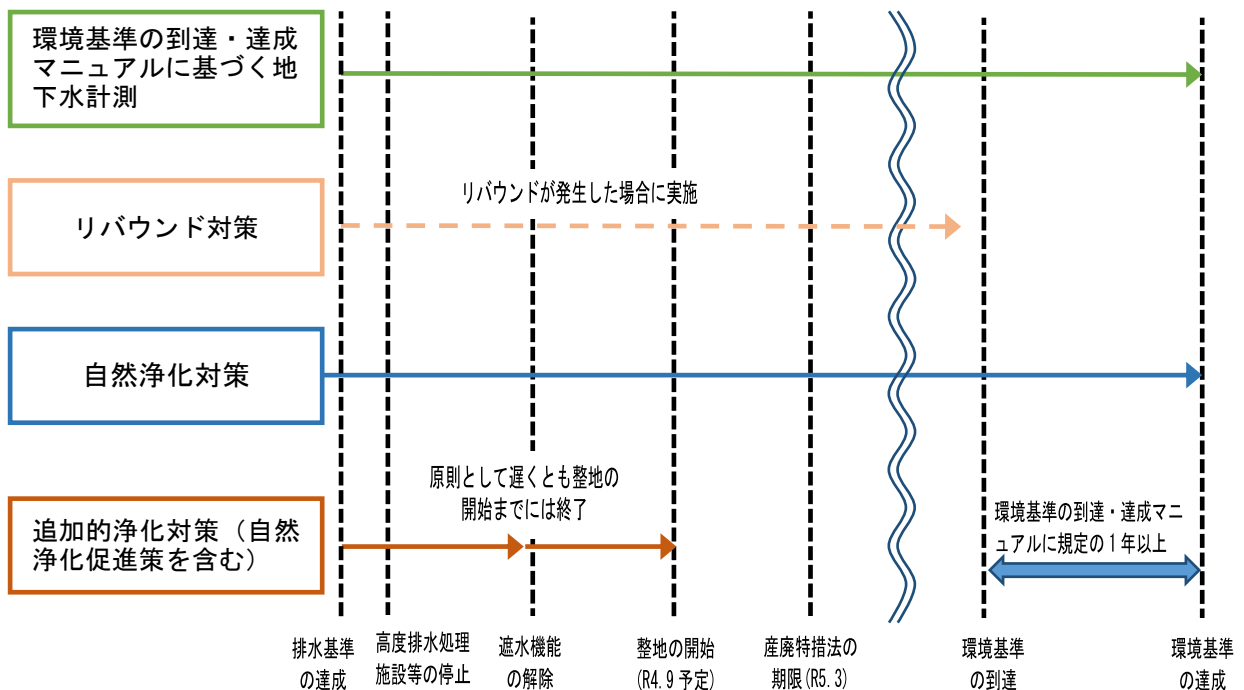 環境基準の到達・達成
マニュアルに基づく地
下水計測
リバウンドが発生した場合に実施
リバウンド対策
自然浄化対策
原則として遅くとも整地の
開始までには終了
追加的浄化対策（自然
浄化促進策を含む）
環境基準の到達・達成マニ
ュアルに規定の１年以上
排水基準
の達成
高度排水処理
施設等の停止
遮水機能
の解除
整地の開始
(R4.9 予定)
産廃特措法の
期限(R5.3)
環境基準
の到達
環境基準
の達成